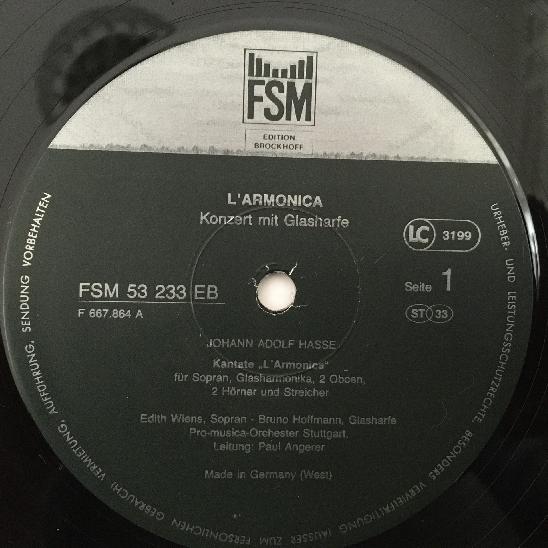 FSM
EDITION
BROCKHOFF
L'ARMONICA
Konzert mit Glasharfe
LC 3199
FSM 53 233 EB
F 667.864 A
Seite 1
ST 33
JOHANN ADOLF HASSE
Kantate „L'Armonica"
für Sopran, Glasharmonika, 2 Oboen,
2 Hörner und Streicher
Edith Wiens, Sopran - Bruno Hoffmann, Glasharfe
Pro-musica-Orchester Stuttgart,
Leitung: Paul Angerer
Made in Germany (West)
URHEBER- UND LEISTUNGSSCHUTZRECHTE, BESONDERS VERVIELFÄLTIGUNG (AUSSER ZUM PERSÖNLICHEN GEBRAUCH) VERMIETUNG, AUFFÜHRUNG, SENDUNG VORBEHALTEN